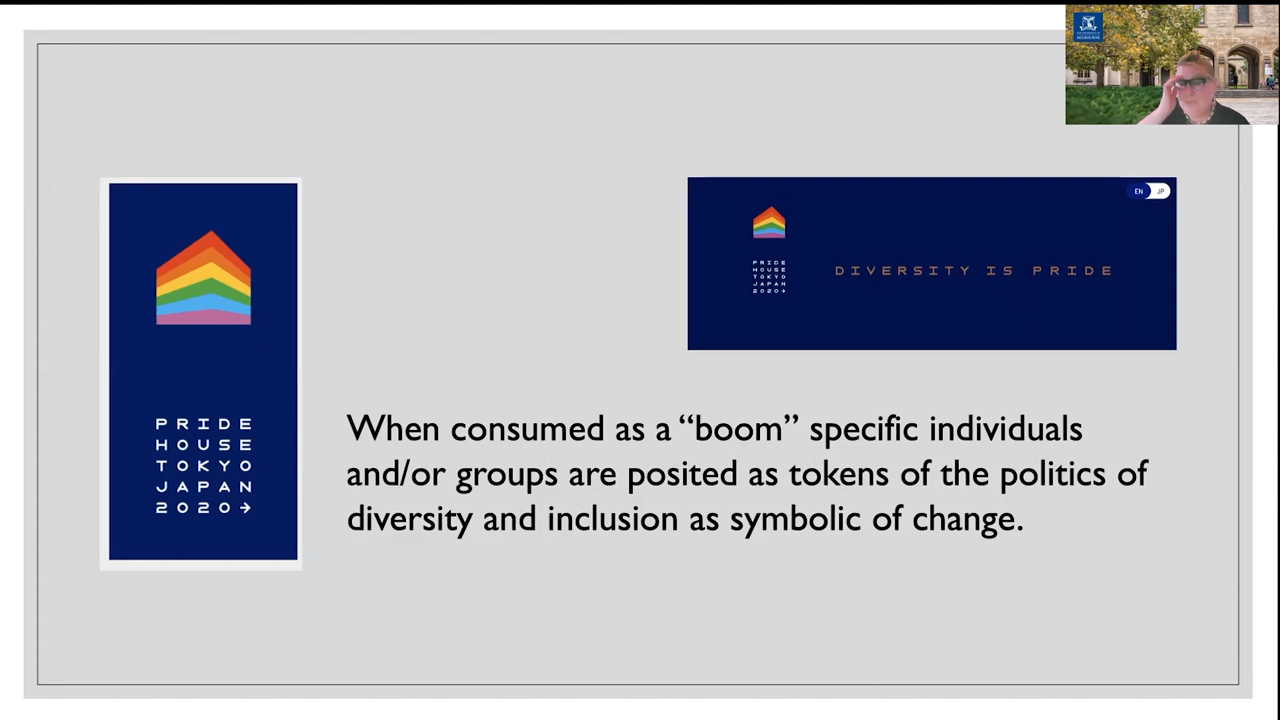 PRIDE
HOUSE
TOKYO
JAPAN
2020→
EN JP
PRIDE
HOUSE
TOKYO
JAPAN
2020→
DIVERSITY IS PRIDE
When consumed as a “boom” specific individuals
and/or groups are posited as tokens of the politics of
diversity and inclusion as symbolic of change.
MELBOURNE